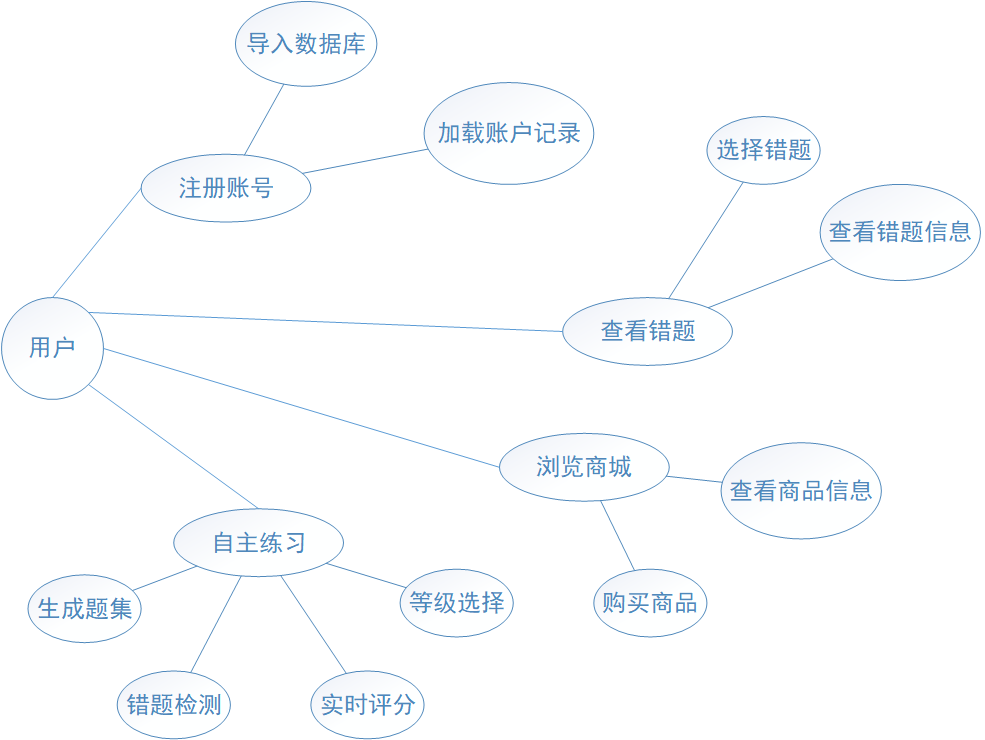 导入数据库
加载账户记录
选择错题
注册账号
查看错题信息
查看错题
用户
浏览商城
查看商品信息
自主练习
生成题集
等级选择
购买商品
错题检测
实时评分